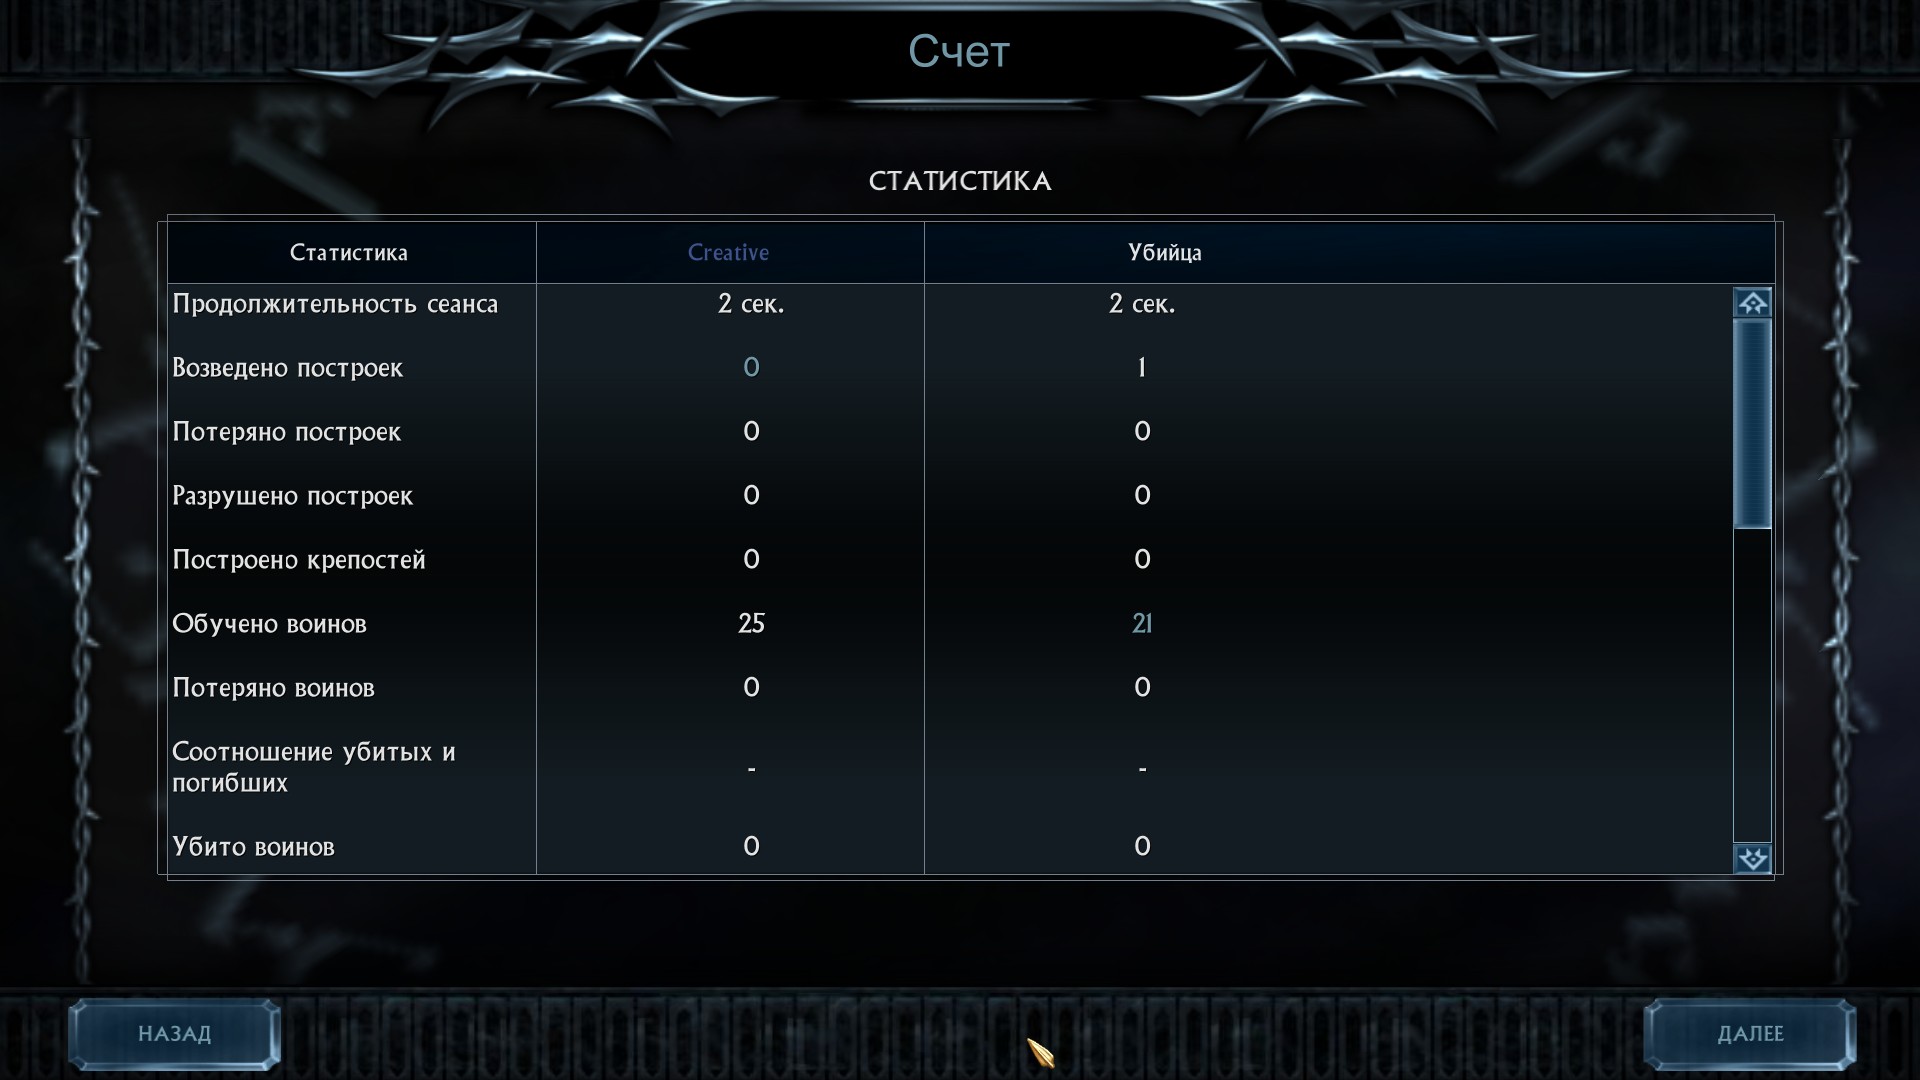 Счет
СТАТИСТИКА
Статистика Creative Убийца
Продолжительность сеанса 2 сек. 2 сек.
Возведено построек 0 1
Потеряно построек 0 0
Разрушено построек 0 0
Построено крепостей 0 0
Обучено воинов 25 21
Потеряно воинов 0 0
Соотношение убитых и
погибших - -
Убито воинов 0 0
НАЗАД ДАЛЕЕ